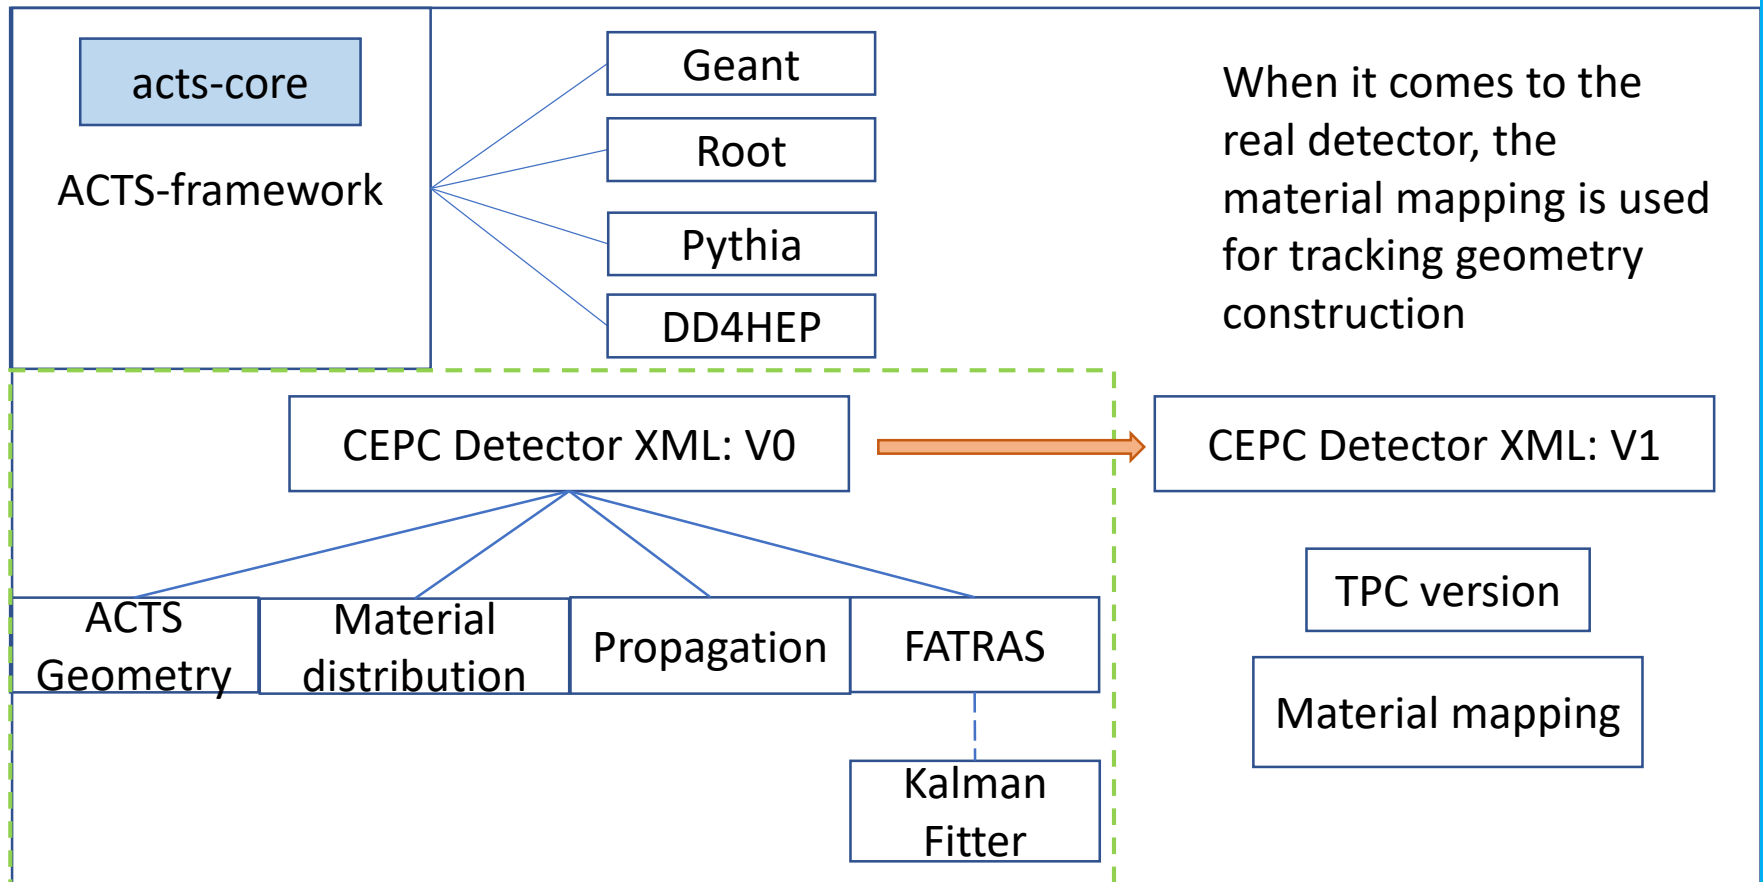 acts-core
ACTS-framework
Geant
Root
Pythia
DD4HEP
When it comes to the
real detector, the
material mapping is used
for tracking geometry
construction
CEPC Detector XML: V0
CEPC Detector XML: V1
ACTS
Geometry
Material
distribution
Propagation
FATRAS
Kalman
Fitter
TPC version
Material mapping